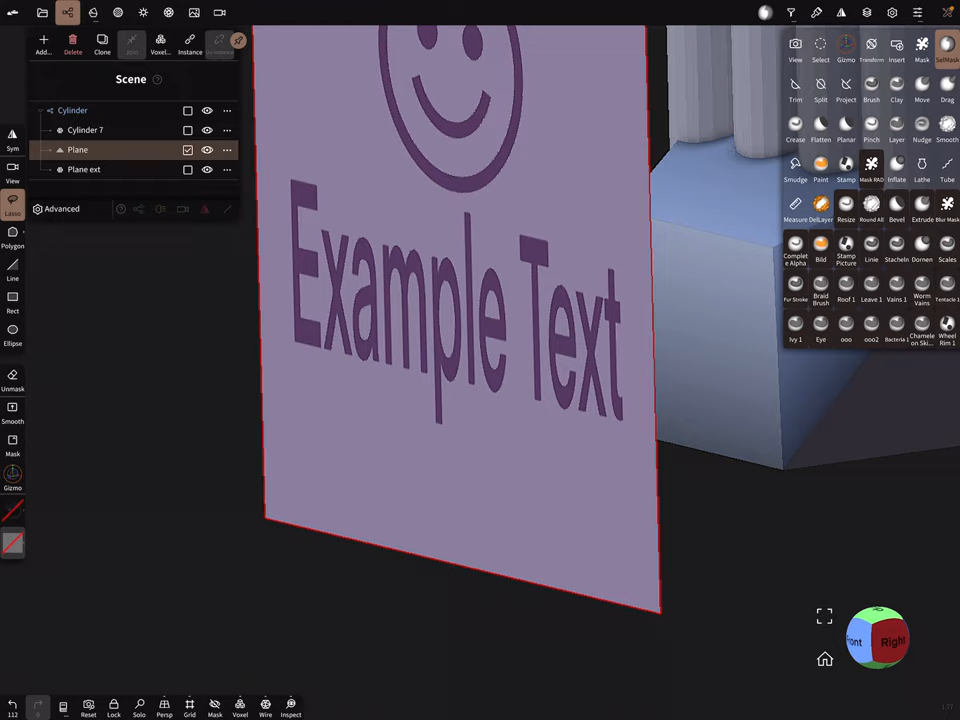 Add...
Delete
Clone
Join
Voxel...
Instance
Scene
Cylinder
Cylinder 7
Plane
Plane ext
Advanced
Sym
View
Lasso
Polygon
Line
Rect
Ellipse
Unmask
Smooth
Mask
Gizmo
Example Text
View Select Gizmo Transform Insert Mask SelMask
Trim Split Project Brush Clay Move Drag
Crease Flatten Planar Pinch Layer Nudge Smooth
Smudge Paint Stamp Mask RAD Inflate Lathe Tube
Measure DelLayer Resize Round All Bevel Extrude Blur Mask
Complet e Alpha Bild Stamp Picture Linie Stacheln Dornen Scales
Fur Stroke Braid Brush Roof 1 Leave 1 Vains 1 Worm Vains Tentacle 1
Ivy 1 Eye ooo ooo2 Bacteria 1 Chamele on Ski... Wheel Rim 1
Front Right
112 0 ... Reset Lock Solo Persp Grid Mask Voxel Wire Inspect